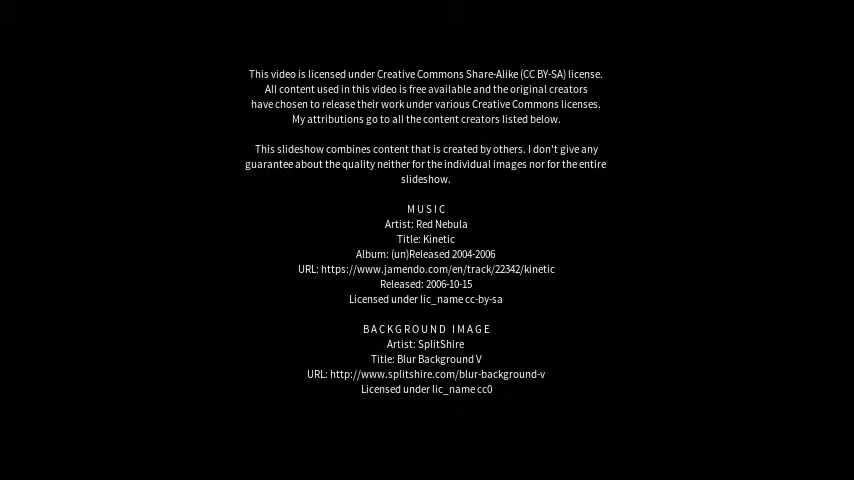 This video is licensed under Creative Commons Share-Alike (CC BY-SA) license.
All content used in this video is free available and the original creators
have chosen to release their work under various Creative Commons licenses.
My attributions go to all the content creators listed below.
This slideshow combines content that is created by others. I don't give any
guarantee about the quality neither for the individual images nor for the entire
slideshow.
MUSIC
Artist: Red Nebula
Title: Kinetic
Album: (un)Released 2004-2006
URL: https://www.jamendo.com/en/track/22342/kinetic
Released: 2006-10-15
Licensed under lic_name cc-by-sa
BACKGROUND IMAGE
Artist: SplitShire
Title: Blur Background V
URL: http://www.splitshire.com/blur-background-v
Licensed under lic_name cc0